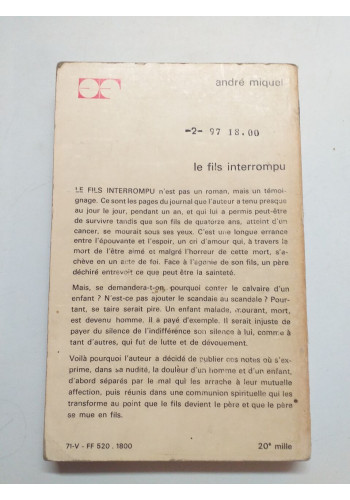 andré miquel
-2- 97 18.00
le fils interrompu
LE FILS INTERROMPU n'est pas un roman, mais un témoi-
gnage. Ce sont les pages du journal que l'auteur a tenu presque
au jour le jour, pendant un an, et qui lui a permis peut-être
de survivre tandis que son fils de quatorze ans, atteint d'un
cancer, se mourait sous ses yeux. C'est une longue errance
entre l'épouvante et l'espoir, un cri d'amour qui, à travers la
mort de l'être aimé et malgré l'horreur de cette mort, s'a-
chève en un acte de foi. Face à l'agonie de son fils, un père
déchiré entrevoit ce que peut être la sainteté.
Mais, se demandera-t-on, pourquoi conter le calvaire d'un
enfant ? N'est-ce pas ajouter le scandale au scandale ? Pour-
tant, se taire serait pire. Un enfant malade, mourant, mort,
est devenu homme. Il a payé d'exemple. Il serait injuste de
payer du silence de l'indifférence son silence à lui, comme à
tant d'autres, qui fut de lutte et de dévouement.
Voilà pourquoi l'auteur a décidé de publier ces notes où s'ex-
prime, dans sa nudité, la douleur d'un homme et d'un enfant,
d'abord séparés par le mal qui les arrache à leur mutuelle
affection, puis réunis dans une communion spirituelle qui les
transforme au point que le fils devient le père et que le père
se mue en fils.
71-V - FF 520 . 1800
20e mille